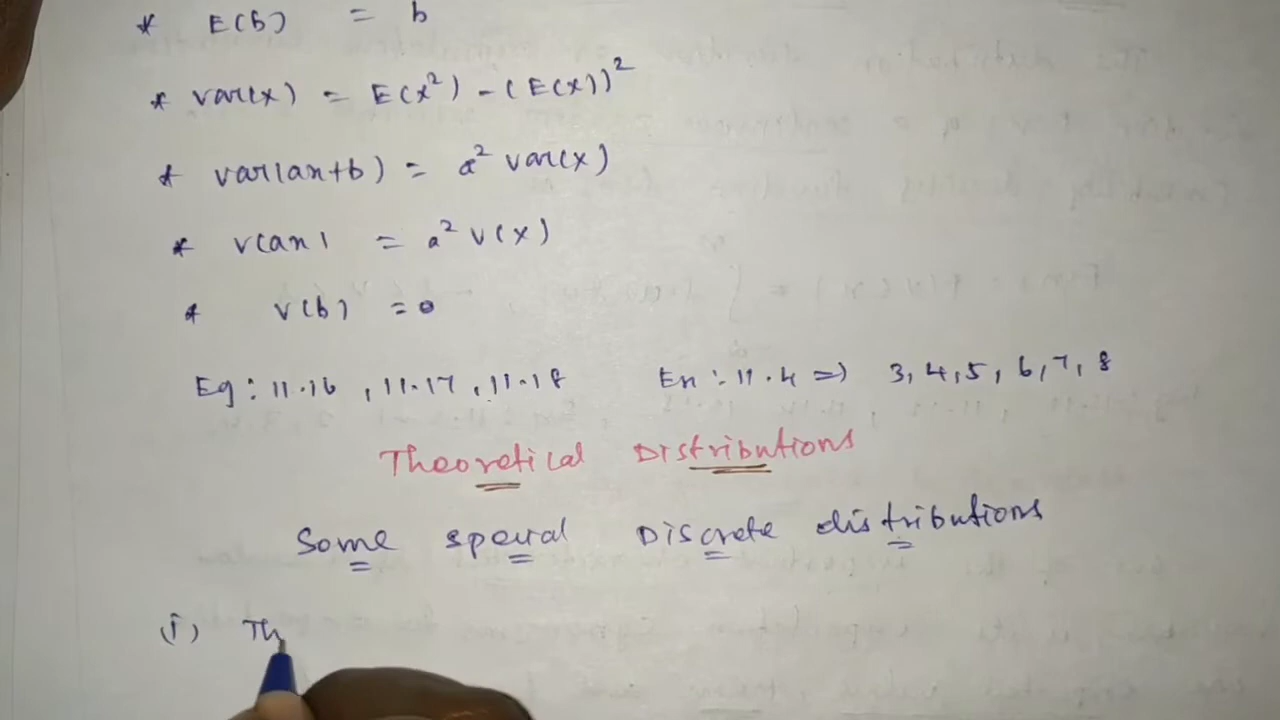 * E(b) = b
* var(x) = E(x²) - (E(x))²
* var(ax+b) = a² var(x)
* v(ax) = a² v(x)
* v(b) = 0
Eg: 11.16, 11.17, 11.18 Ex: 11.4 => 3, 4, 5, 6, 7, 8
Theoretical Distributions
Some special Discrete distributions
(i) Th